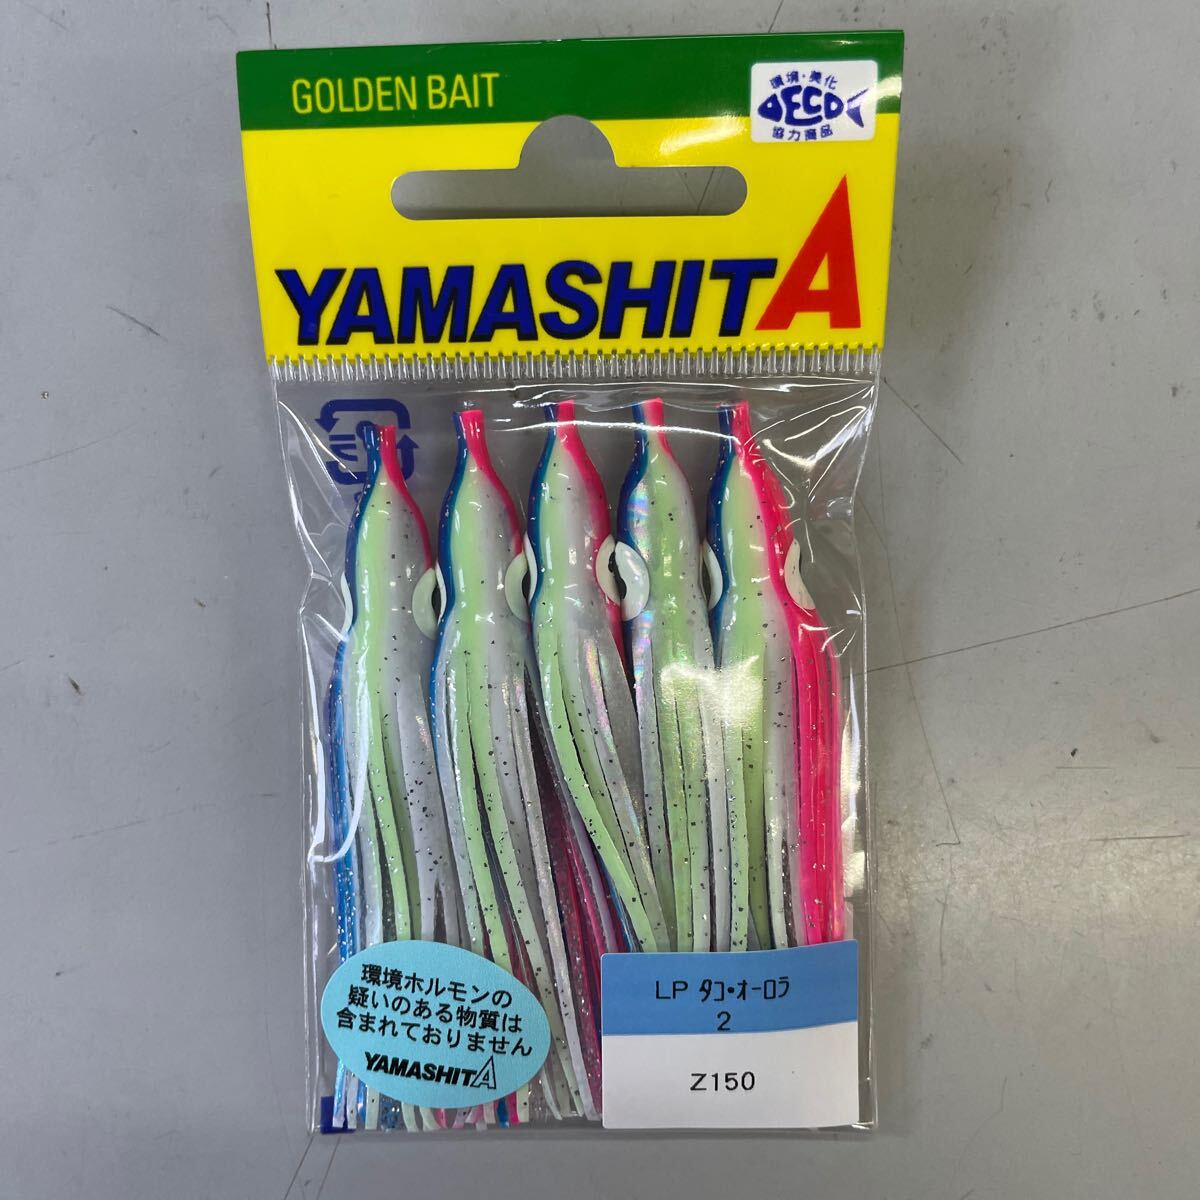 GOLDEN BAIT
環境・美化
ECO
協力商品
YAMASHITA
環境ホルモンの
疑いのある物質は
含まれておりません
YAMASHITA
LP ﾀｺ・ｵｰﾛﾗ
2
Z150